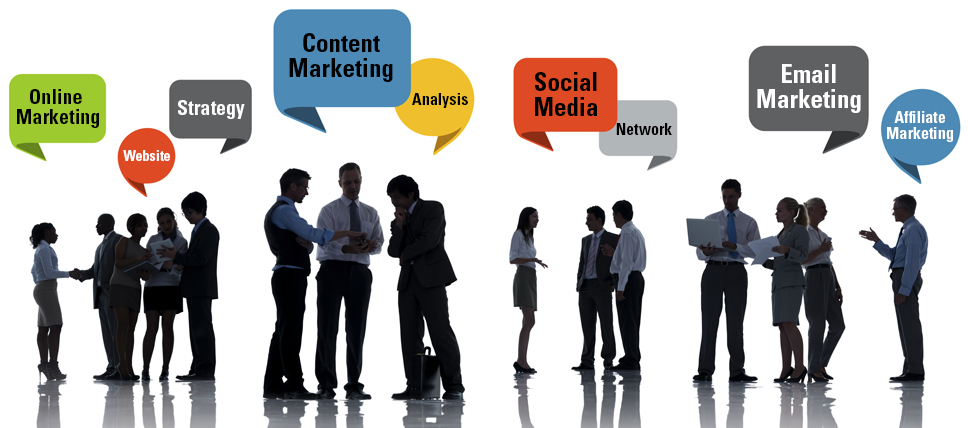 Online
Marketing
Website
Strategy
Content
Marketing
Analysis
Social
Media
Network
Email
Marketing
Affiliate
Marketing